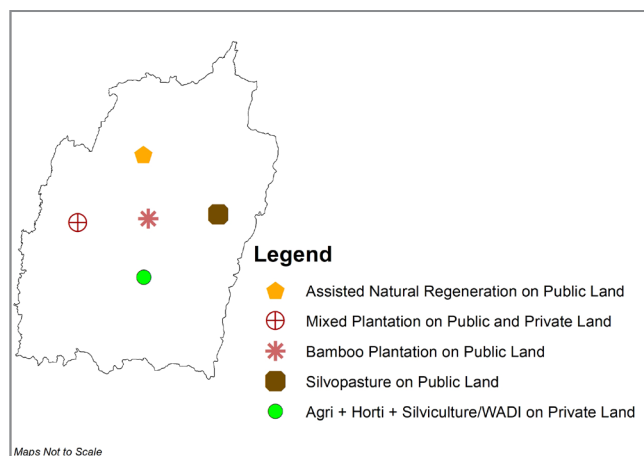 Legend
Assisted Natural Regeneration on Public Land
Mixed Plantation on Public and Private Land
Bamboo Plantation on Public Land
Silvopasture on Public Land
Agri + Horti + Silviculture/WADI on Private Land
Maps Not to Scale